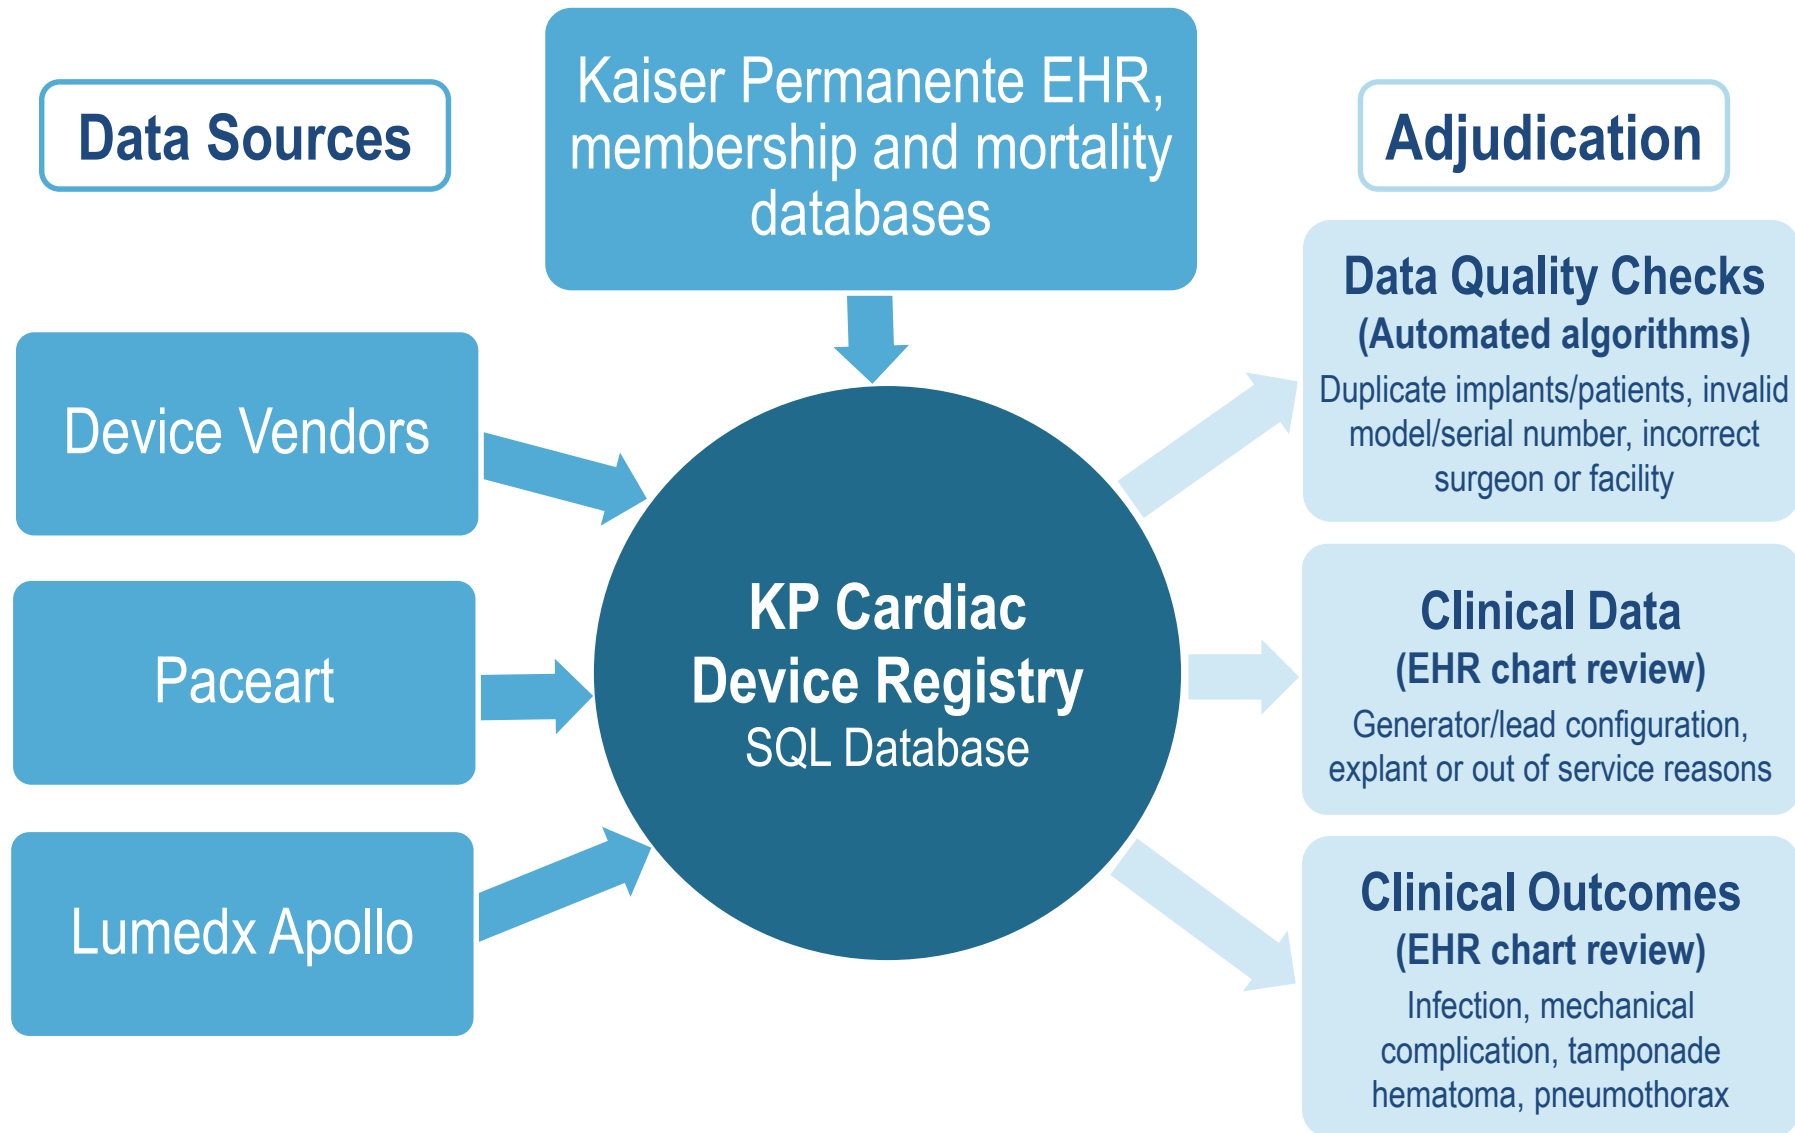 Data Sources
Kaiser Permanente EHR,
membership and mortality
databases
Adjudication
Device Vendors
Paceart
Lumedx Apollo
KP Cardiac
Device Registry
SQL Database
Data Quality Checks
(Automated algorithms)
Duplicate implants/patients, invalid
model/serial number, incorrect
surgeon or facility
Clinical Data
(EHR chart review)
Generator/lead configuration,
explant or out of service reasons
Clinical Outcomes
(EHR chart review)
Infection, mechanical
complication, tamponade
hematoma, pneumothorax